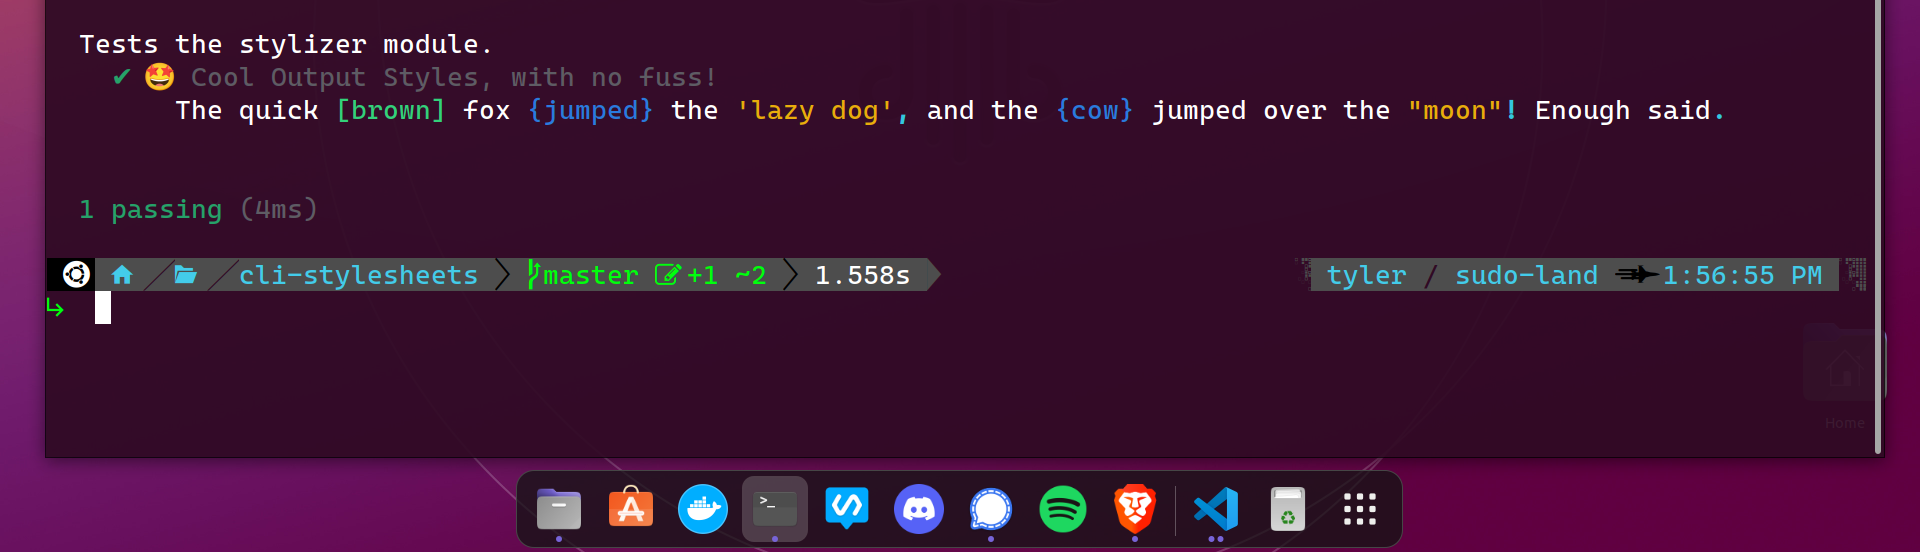 Tests the stylizer module.
✔ 🤩 Cool Output Styles, with no fuss!
The quick [brown] fox {jumped} the 'lazy dog', and the {cow} jumped over the "moon"! Enough said.
1 passing (4ms)
cli-stylesheets master +1 ~2 1.558s tyler / sudo-land 1:56:55 PM
Home
>_